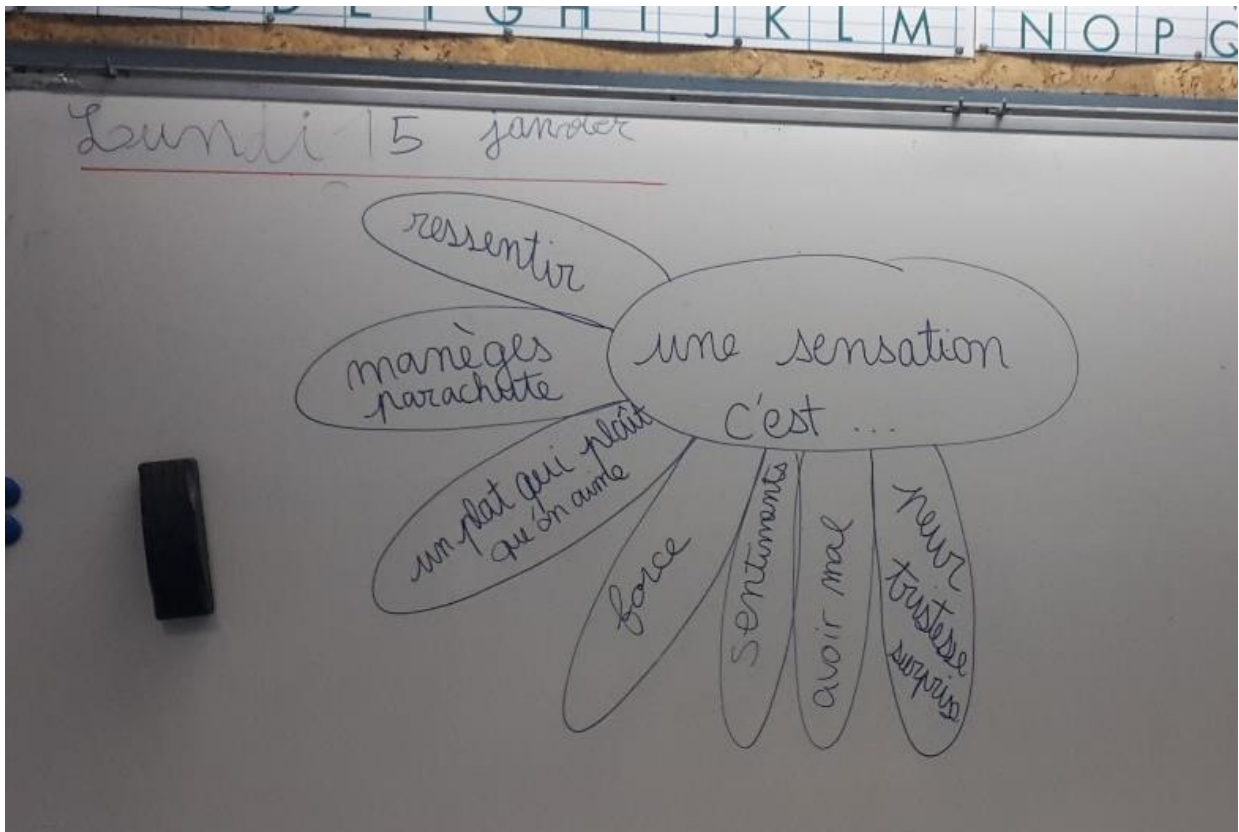 D E F G H I J K L M N O P Q
Lundi 15 janvier
ressentir
manèges
parachute
un plat qui plaît
qu'on aime
force
sentiments
avoir mal
peur
tristesse
surprise
une sensation
c'est ...